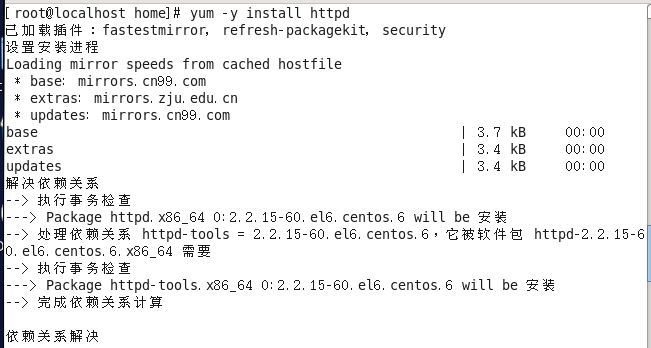 [root@localhost home]# yum -y install httpd
已加载插件：fastestmirror, refresh-packagekit, security
设置安装进程
Loading mirror speeds from cached hostfile
 * base: mirrors.cn99.com
 * extras: mirrors.zju.edu.cn
 * updates: mirrors.cn99.com
base | 3.7 kB 00:00
extras | 3.4 kB 00:00
updates | 3.4 kB 00:00
解决依赖关系
--> 执行事务检查
---> Package httpd.x86_64 0:2.2.15-60.el6.centos.6 will be 安装
--> 处理依赖关系 httpd-tools = 2.2.15-60.el6.centos.6，它被软件包 httpd-2.2.15-6
0.el6.centos.6.x86_64 需要
--> 执行事务检查
---> Package httpd-tools.x86_64 0:2.2.15-60.el6.centos.6 will be 安装
--> 完成依赖关系计算
依赖关系解决